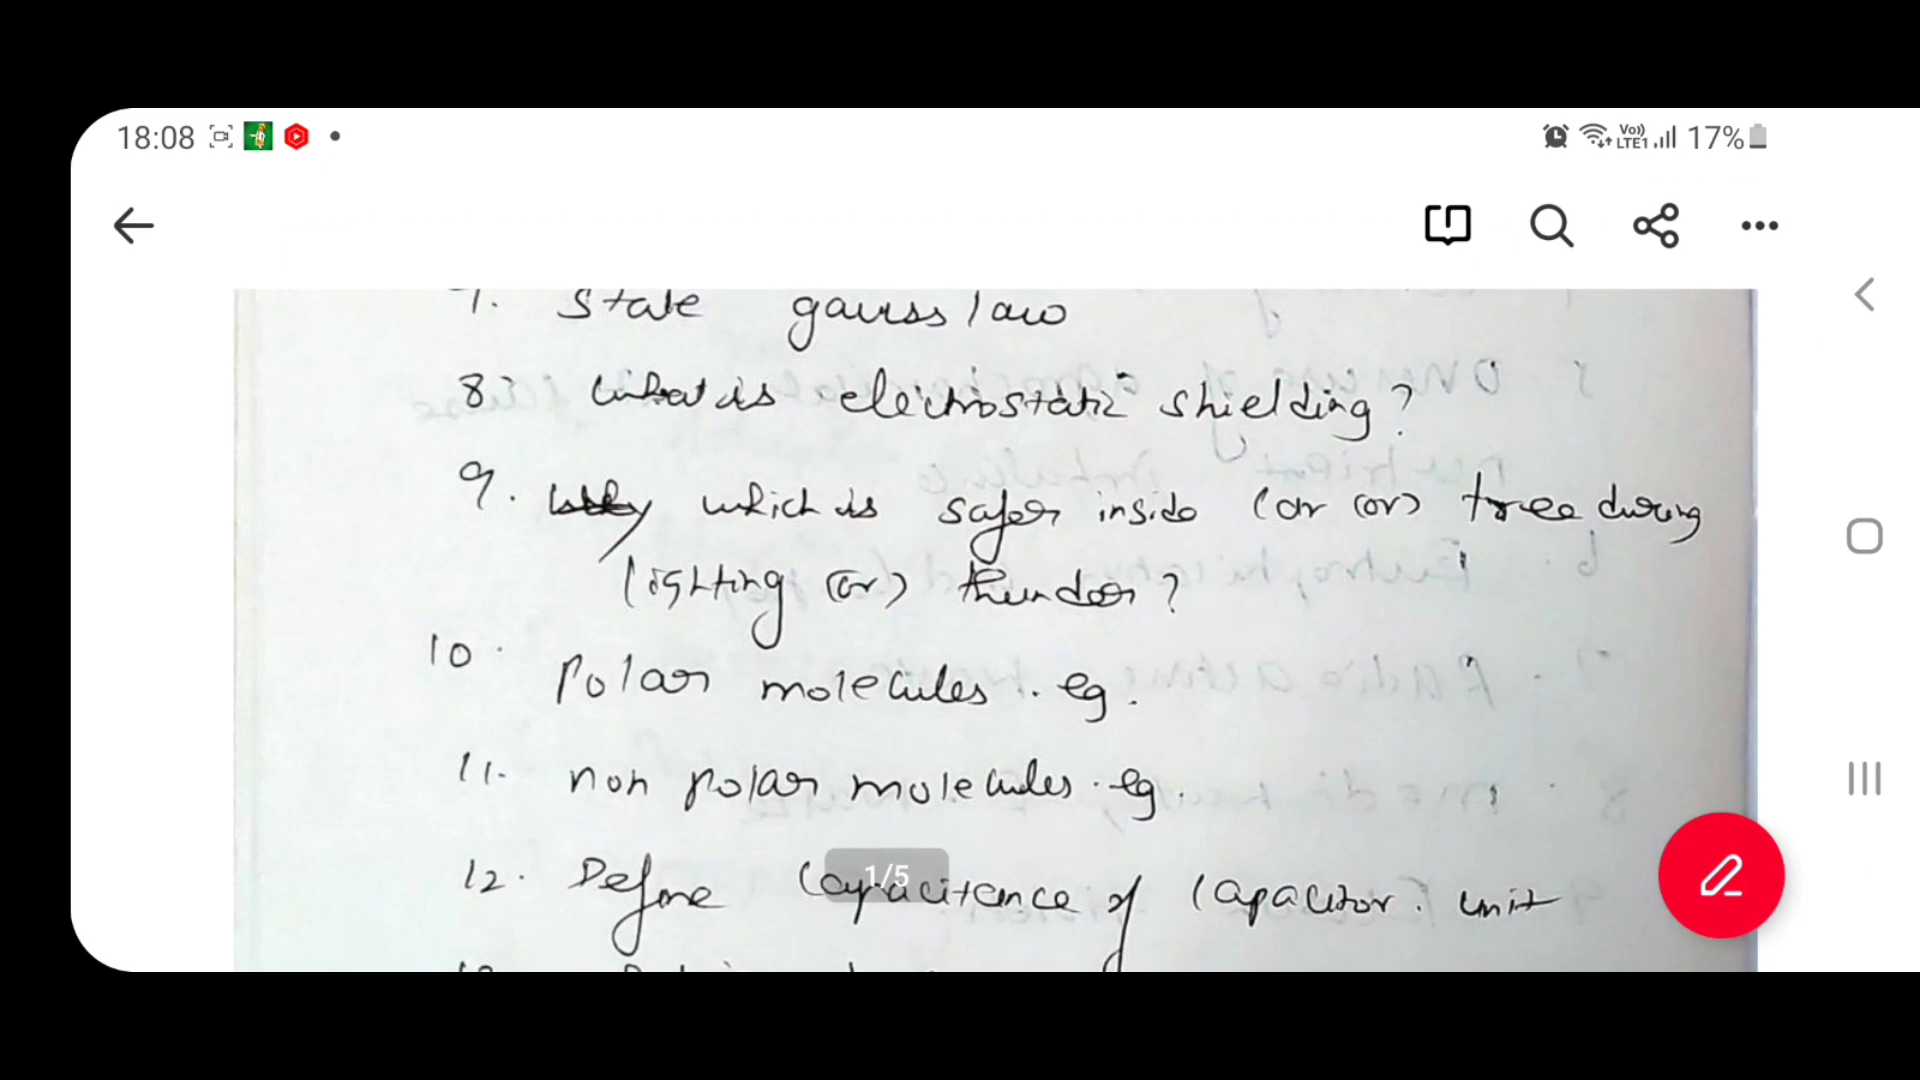 18:08
Vo)) LTE1 17%
7. State gauss law
8. What is electrostatic shielding?
9. which is safer inside car (or) tree during
lighting (or) thunder?
10. Polar molecules. eg.
11. non polar molecules. eg.
12. Define Capacitence of Capacitor. unit
1/5